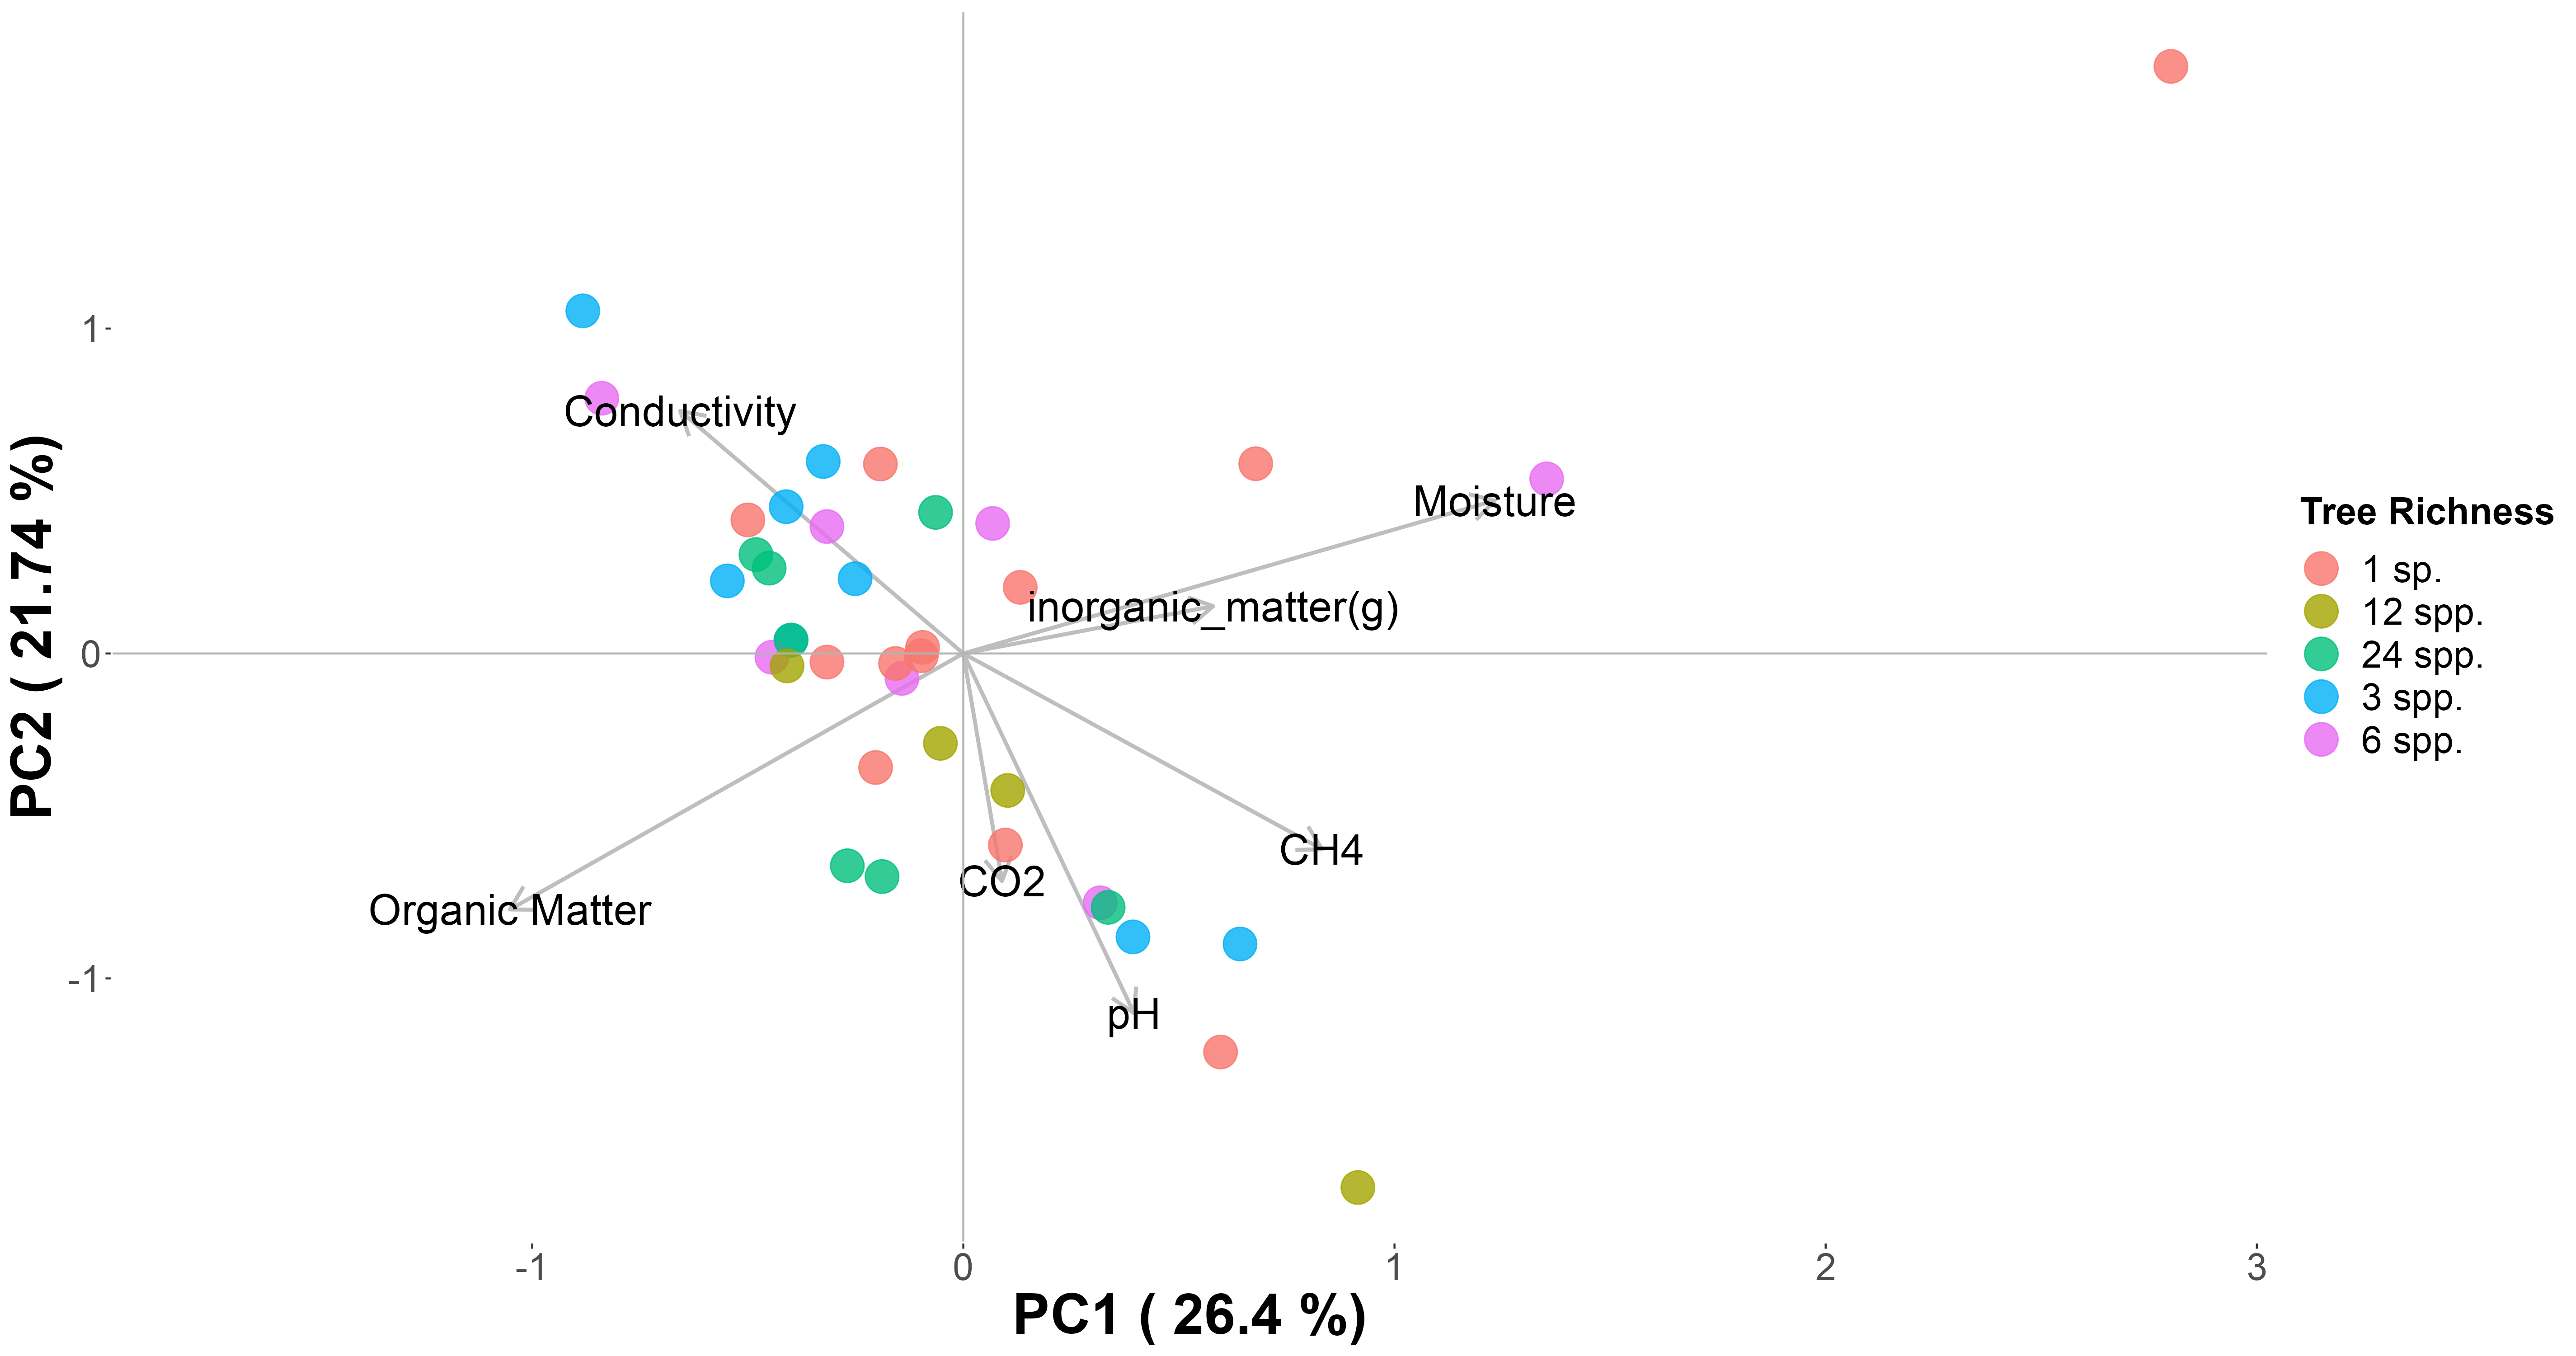 1
0
-1
PC2 ( 21.74 %)
Conductivity
Moisture
inorganic_matter(g)
CH4
CO2
Organic Matter
pH
Tree Richness
1 sp.
12 spp.
24 spp.
3 spp.
6 spp.
-1
0
1
2
3
PC1 ( 26.4 %)